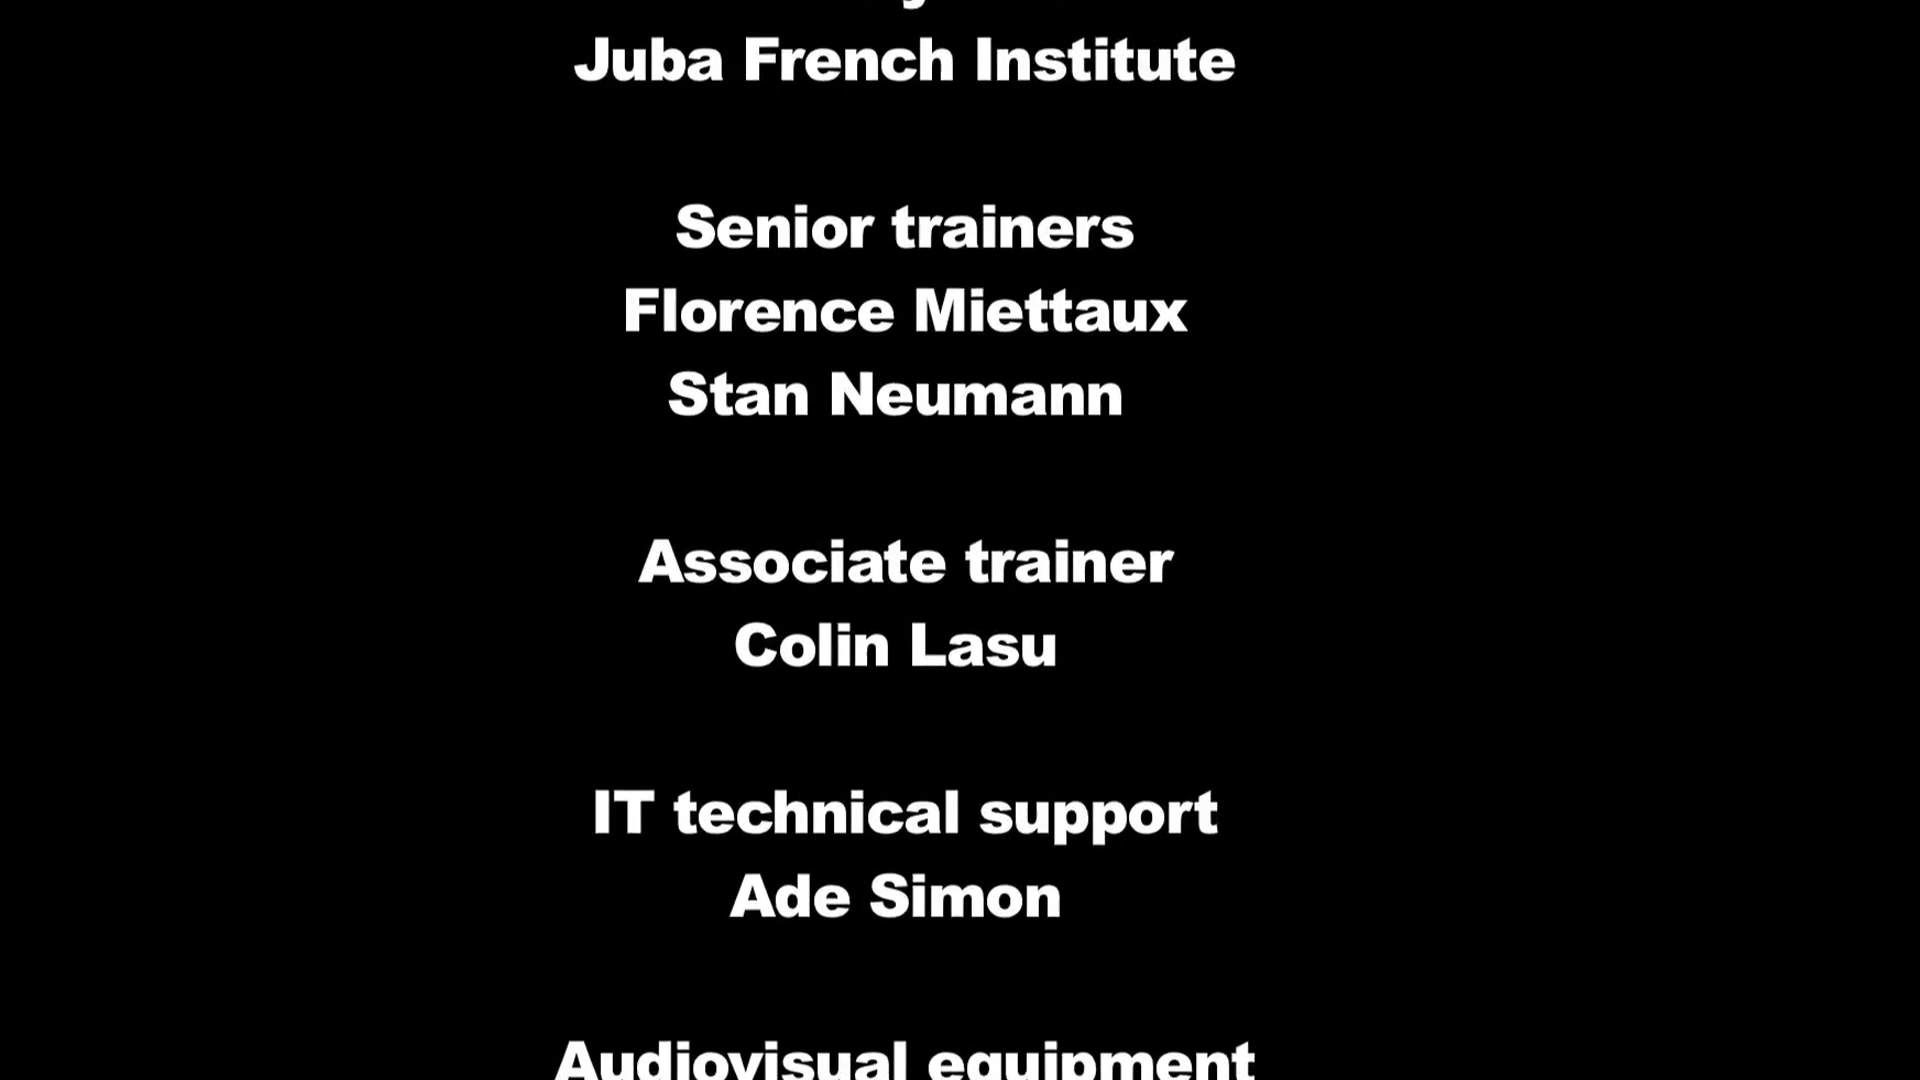 Juba French Institute
Senior trainers
Florence Miettaux
Stan Neumann
Associate trainer
Colin Lasu
IT technical support
Ade Simon
Audiovisual equipment